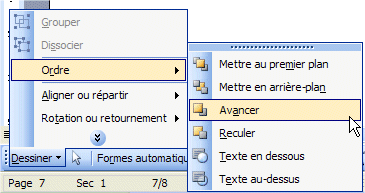 Grouper
Dissocier
Ordre
Aligner ou répartir
Rotation ou retournement
Dessiner
Formes automatiqu
Page 7 Sec 1 7/8
Mettre au premier plan
Mettre en arrière-plan
Avancer
Reculer
Texte en dessous
Texte au-dessus